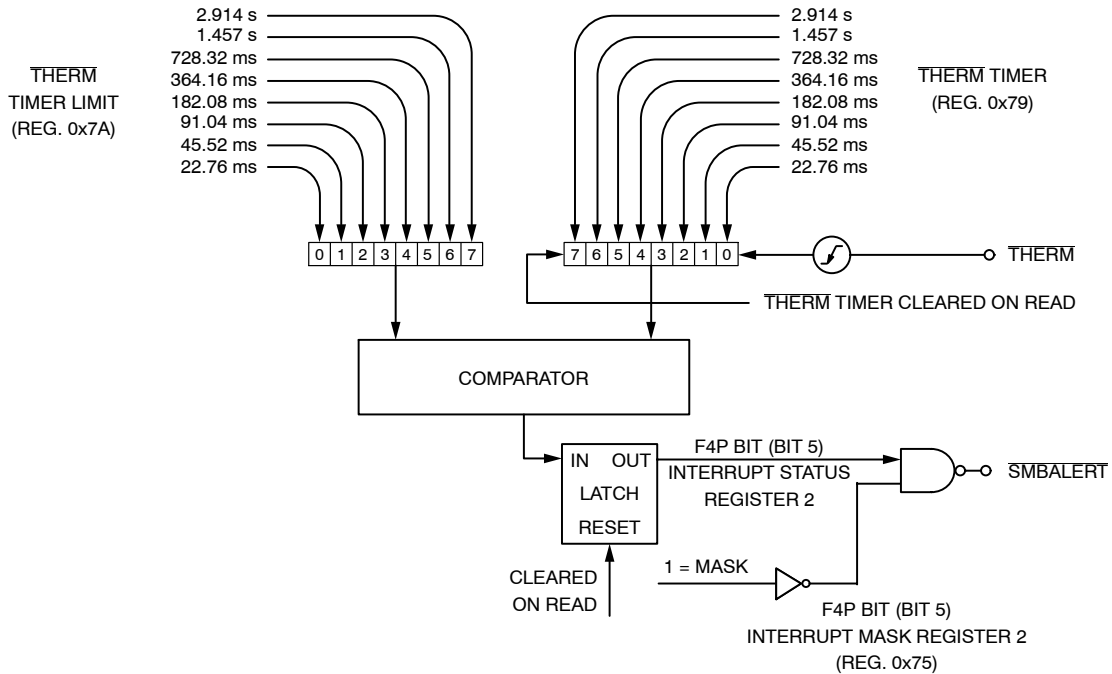 2.914 s
1.457 s
728.32 ms
364.16 ms
182.08 ms
91.04 ms
45.52 ms
22.76 ms
THERM
TIMER LIMIT
(REG. 0x7A)
2.914 s
1.457 s
728.32 ms
364.16 ms
182.08 ms
91.04 ms
45.52 ms
22.76 ms
THERM TIMER
(REG. 0x79)
0 1 2 3 4 5 6 7
7 6 5 4 3 2 1 0
THERM
THERM TIMER CLEARED ON READ
COMPARATOR
IN OUT
LATCH
RESET
F4P BIT (BIT 5)
INTERRUPT STATUS
REGISTER 2
SMBALERT
CLEARED
ON READ
1 = MASK
F4P BIT (BIT 5)
INTERRUPT MASK REGISTER 2
(REG. 0x75)